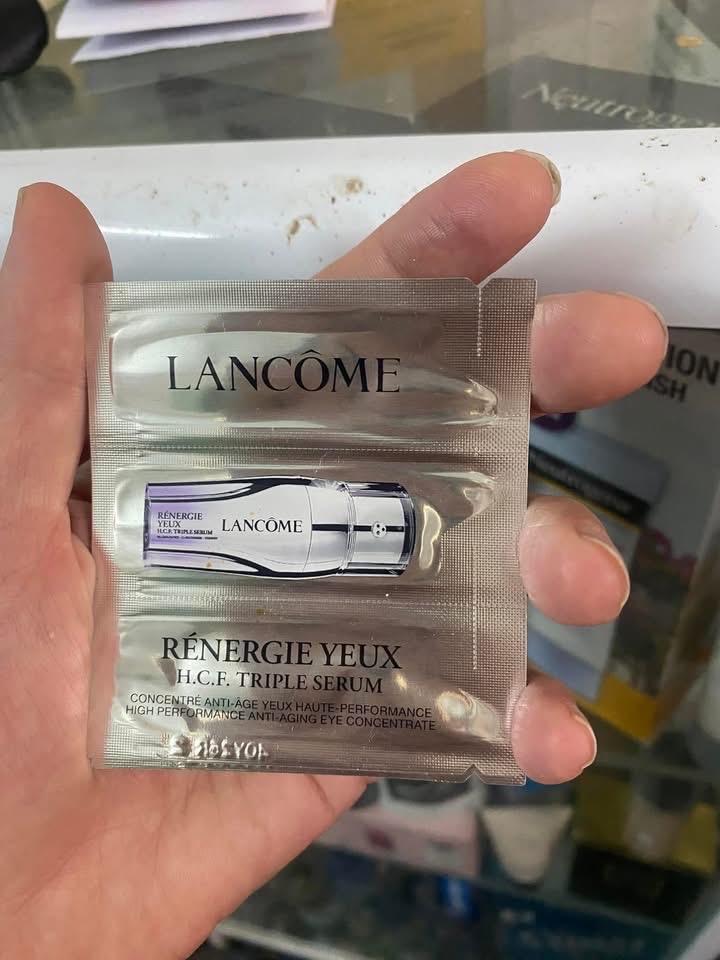 LANCÔME
RÉNERGIE
YEUX
H.C.F. TRIPLE SERUM
LANCÔME
RÉNERGIE YEUX
H.C.F. TRIPLE SERUM
CONCENTRÉ ANTI-ÂGE YEUX HAUTE-PERFORMANCE
HIGH PERFORMANCE ANTI-AGING EYE CONCENTRATE